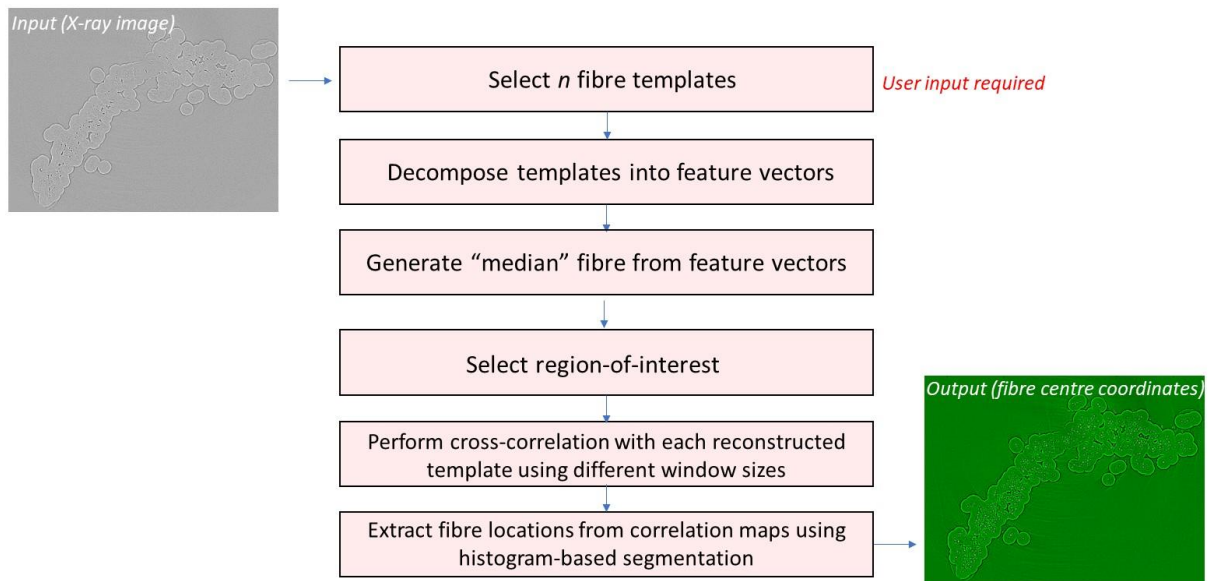 Input (X-ray image)
Select n fibre templates
User input required
Decompose templates into feature vectors
Generate “median” fibre from feature vectors
Select region-of-interest
Output (fibre centre coordinates)
Perform cross-correlation with each reconstructed
template using different window sizes
Extract fibre locations from correlation maps using
histogram-based segmentation